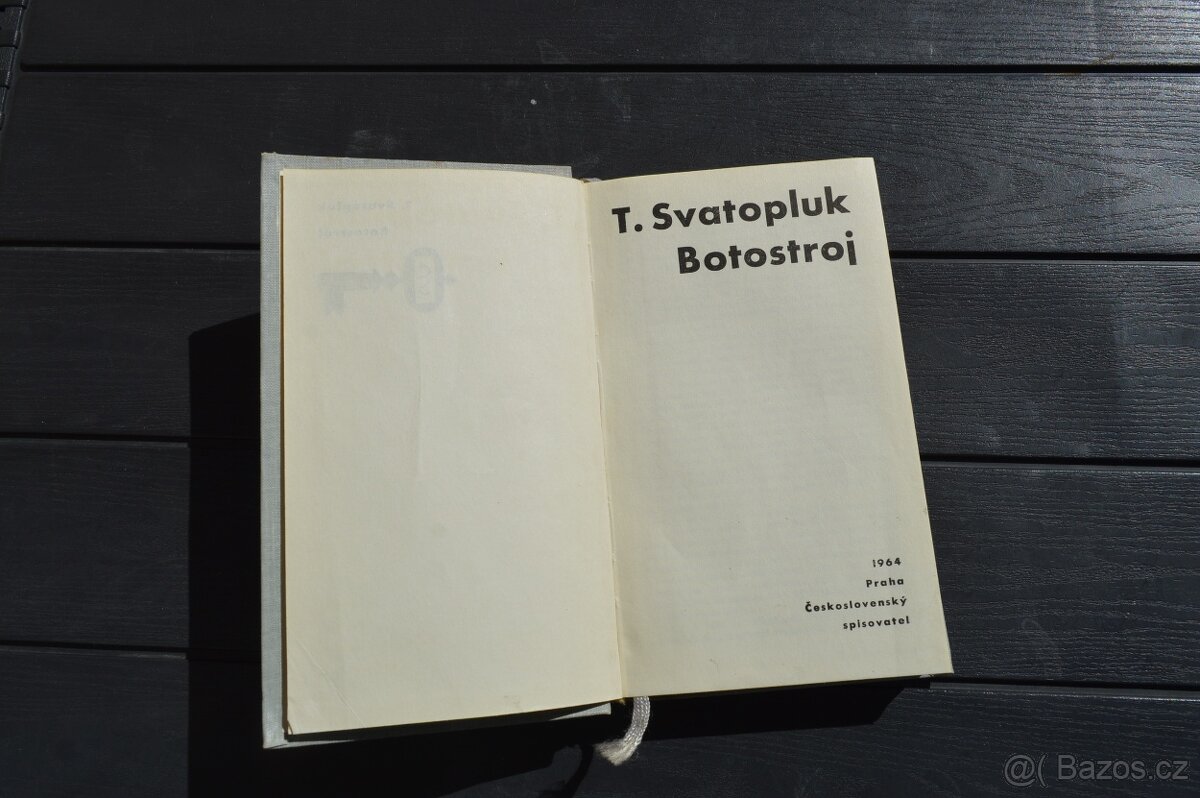 T. Svatopluk
Botostroj
1964
Praha
Československý
spisovatel
@( Bazos.cz